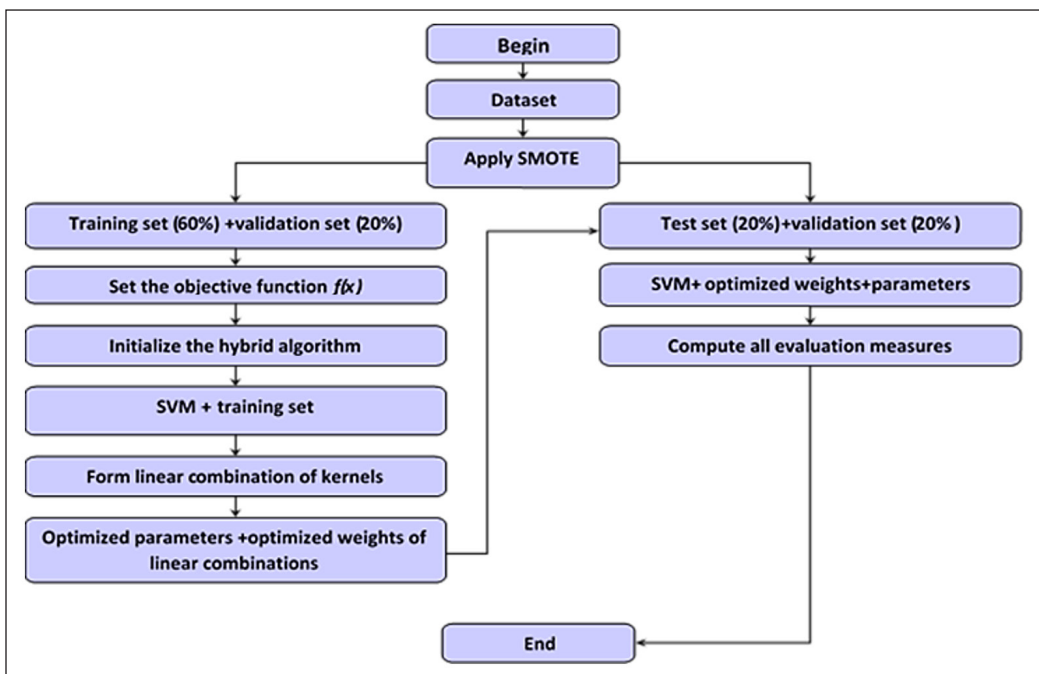 Begin
Dataset
Apply SMOTE
Training set (60%) +validation set (20%)
Set the objective function f(x)
Initialize the hybrid algorithm
SVM + training set
Form linear combination of kernels
Optimized parameters +optimized weights of
linear combinations
Test set (20%)+validation set (20%)
SVM+ optimized weights+parameters
Compute all evaluation measures
End